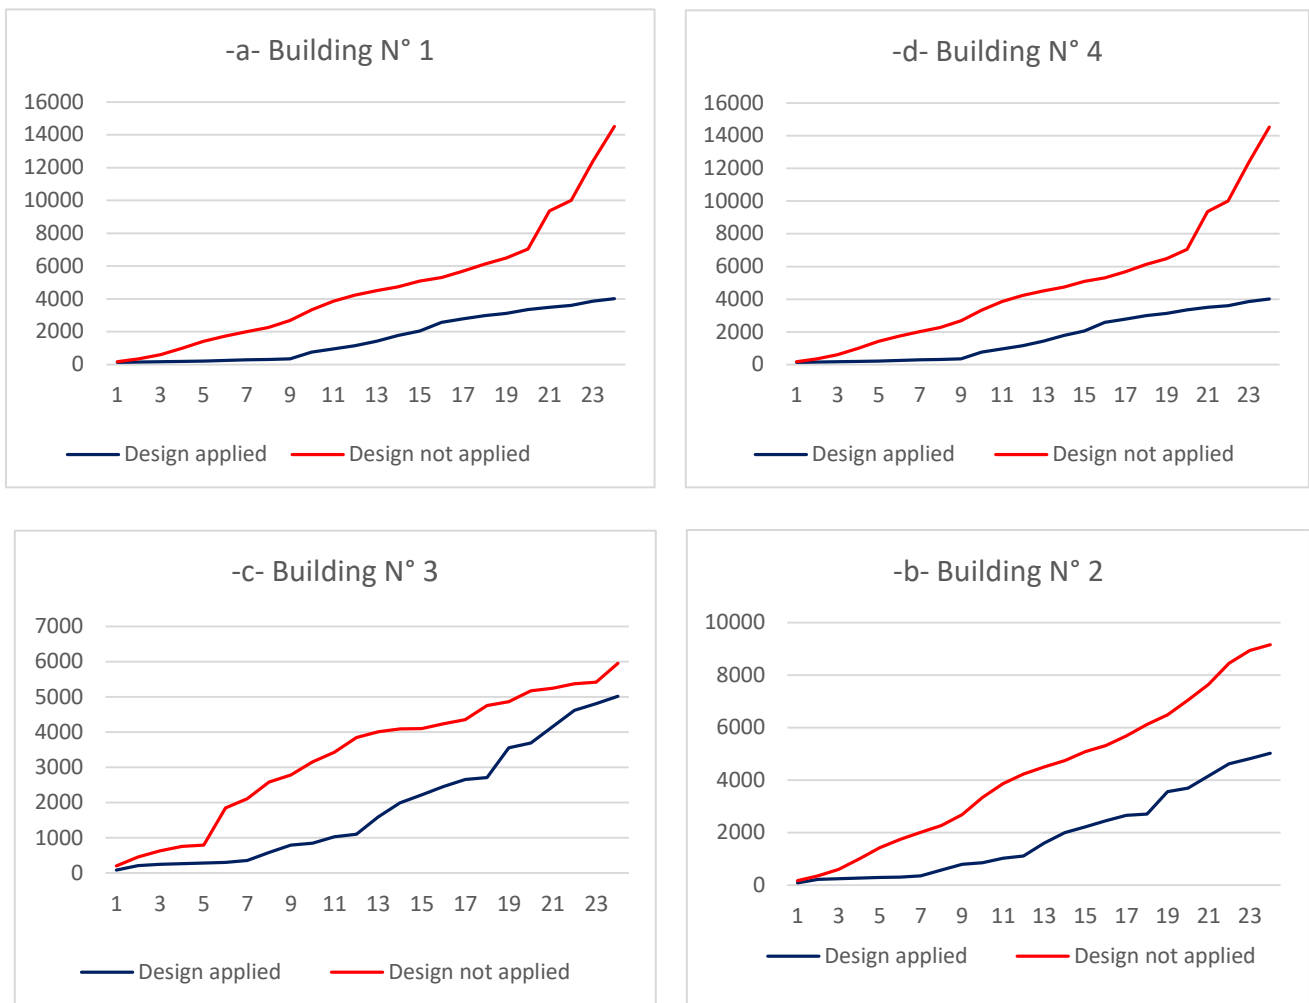 -a- Building N° 1
16000
14000
12000
10000
8000
6000
4000
2000
0
1 3 5 7 9 11 13 15 17 19 21 23
Design applied Design not applied
-d- Building N° 4
16000
14000
12000
10000
8000
6000
4000
2000
0
1 3 5 7 9 11 13 15 17 19 21 23
Design applied Design not applied
-c- Building N° 3
7000
6000
5000
4000
3000
2000
1000
0
1 3 5 7 9 11 13 15 17 19 21 23
Design applied Design not applied
-b- Building N° 2
10000
8000
6000
4000
2000
0
1 3 5 7 9 11 13 15 17 19 21 23
Design applied Design not applied